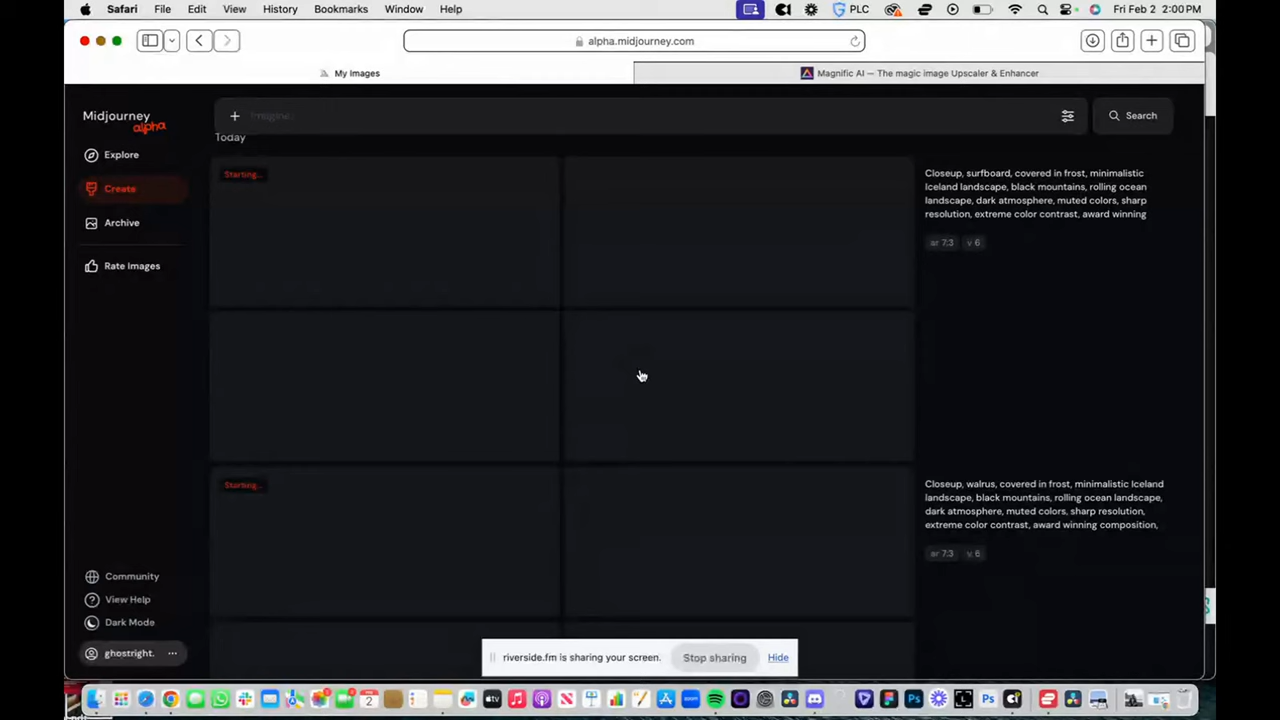 Safari File Edit View History Bookmarks Window Help PLC Fri Feb 2 2:00 PM
alpha.midjourney.com
My Images
Magnific AI — The magic image Upscaler & Enhancer
Midjourney
alpha
Imagine...
Search
Today
Explore
Create
Archive
Rate Images
Starting...
Closeup, surfboard, covered in frost, minimalistic
Iceland landscape, black mountains, rolling ocean
landscape, dark atmosphere, muted colors, sharp
resolution, extreme color contrast, award winning
ar 7:3 v 6
Starting...
Closeup, walrus, covered in frost, minimalistic Iceland
landscape, black mountains, rolling ocean landscape,
dark atmosphere, muted colors, sharp resolution,
extreme color contrast, award winning composition,
ar 7:3 v 6
Community
View Help
Dark Mode
ghostright. ...
riverside.fm is sharing your screen. Stop sharing Hide